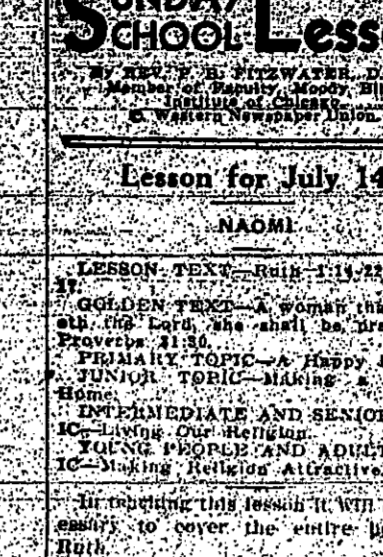 SUNDAY
SCHOOL Less
By REV. P. B. FITZWATER, D.
Member of Faculty, Moody Bi
Institute of Chicago.
© Western Newspaper Union.
Lesson for July 14
NAOMI
LESSON TEXT—Ruth 1:14-22
17.
GOLDEN TEXT—A woman th
eth the Lord, she shall be pra
Proverbs 31:30.
PRIMARY TOPIC—A Happy
JUNIOR TOPIC—Making a
Home.
INTERMEDIATE AND SENIOR
IC—Living Our Religion.
YOUNG PEOPLE AND ADULT
IC—Making Religion Attractive
In teaching this lesson it will
essary to cover the entire b
Ruth.